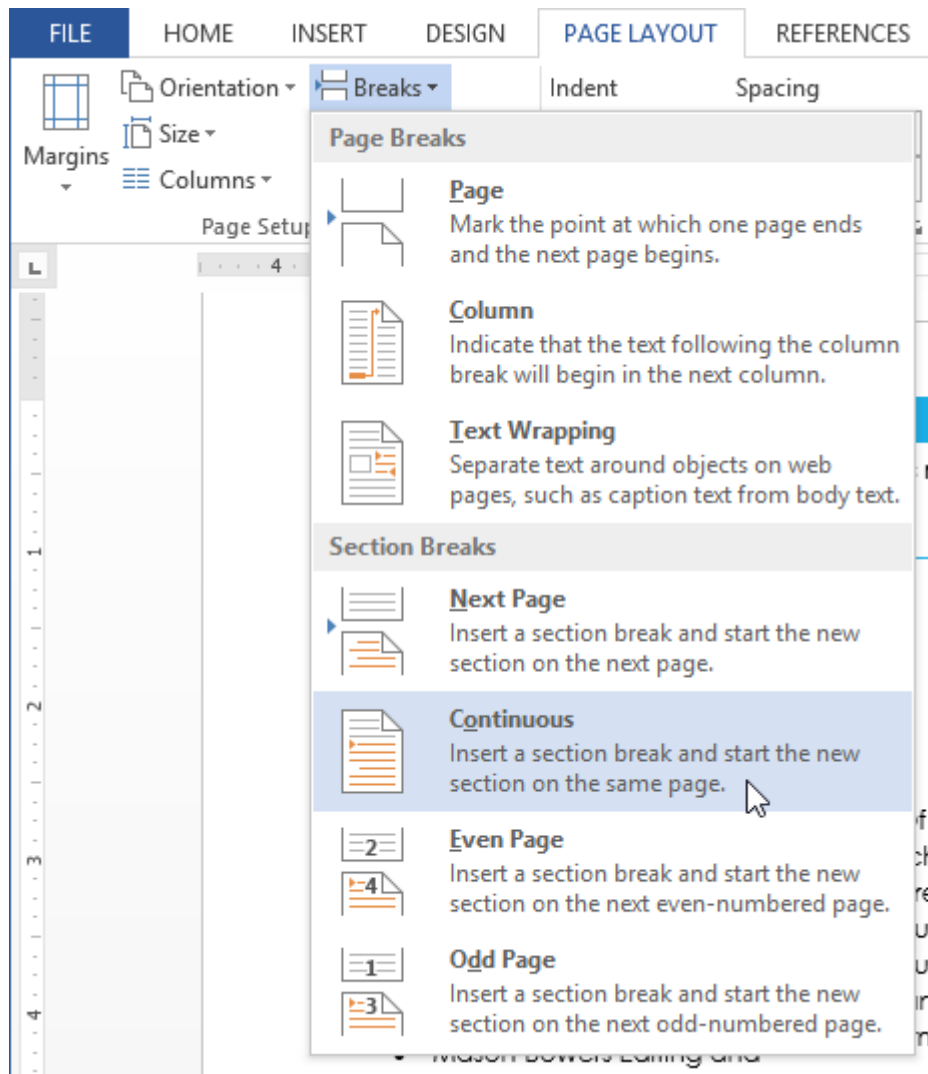 FILE HOME INSERT DESIGN PAGE LAYOUT REFERENCES
Orientation Breaks Indent Spacing
Size
Margins
Columns
Page Setup
Page Breaks
Page
Mark the point at which one page ends
and the next page begins.
L 4
Column
Indicate that the text following the column
break will begin in the next column.
Text Wrapping
Separate text around objects on web
pages, such as caption text from body text.
1
Section Breaks
Next Page
Insert a section break and start the new
section on the next page.
2
Continuous
Insert a section break and start the new
section on the same page.
3
2
4
Even Page
Insert a section break and start the new
section on the next even-numbered page.
4
1
3
Odd Page
Insert a section break and start the new
section on the next odd-numbered page.